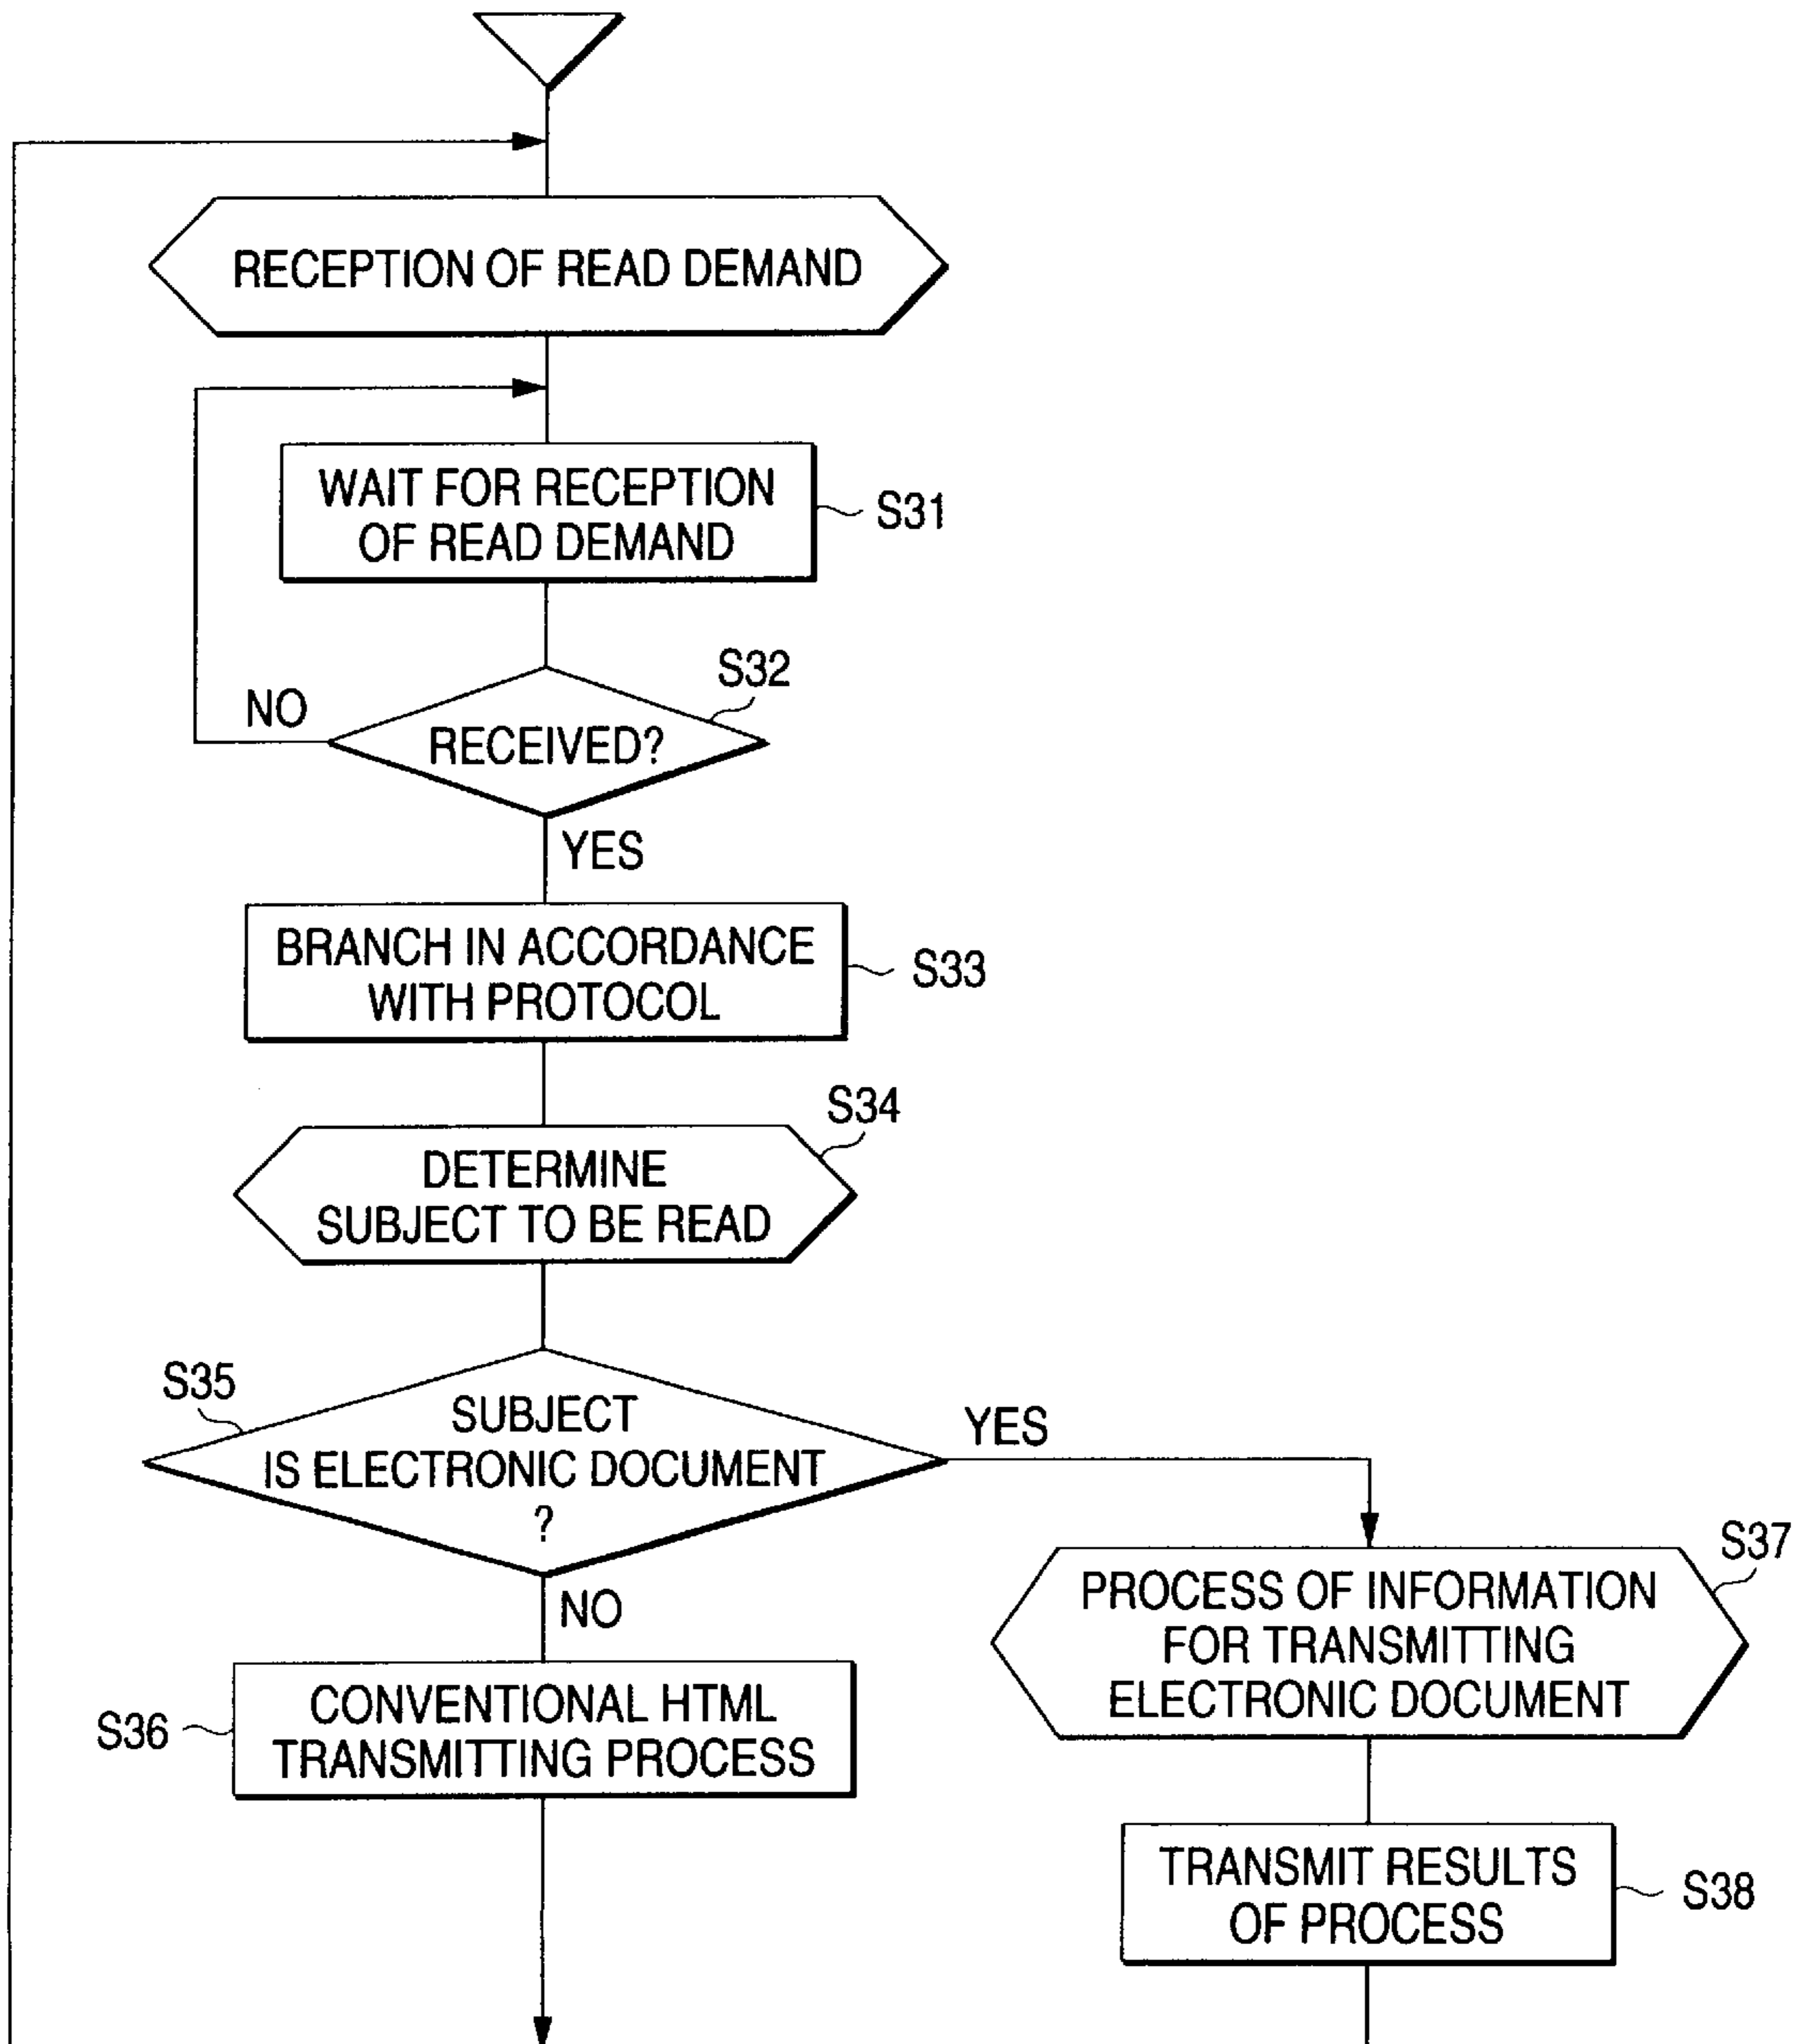 RECEPTION OF READ DEMAND
WAIT FOR RECEPTION
OF READ DEMAND
S31
S32
NO
RECEIVED?
YES
BRANCH IN ACCORDANCE
WITH PROTOCOL
S33
S34
DETERMINE
SUBJECT TO BE READ
S35
SUBJECT
IS ELECTRONIC DOCUMENT
?
YES
NO
S37
PROCESS OF INFORMATION
FOR TRANSMITTING
ELECTRONIC DOCUMENT
S36
CONVENTIONAL HTML
TRANSMITTING PROCESS
TRANSMIT RESULTS
OF PROCESS
S38